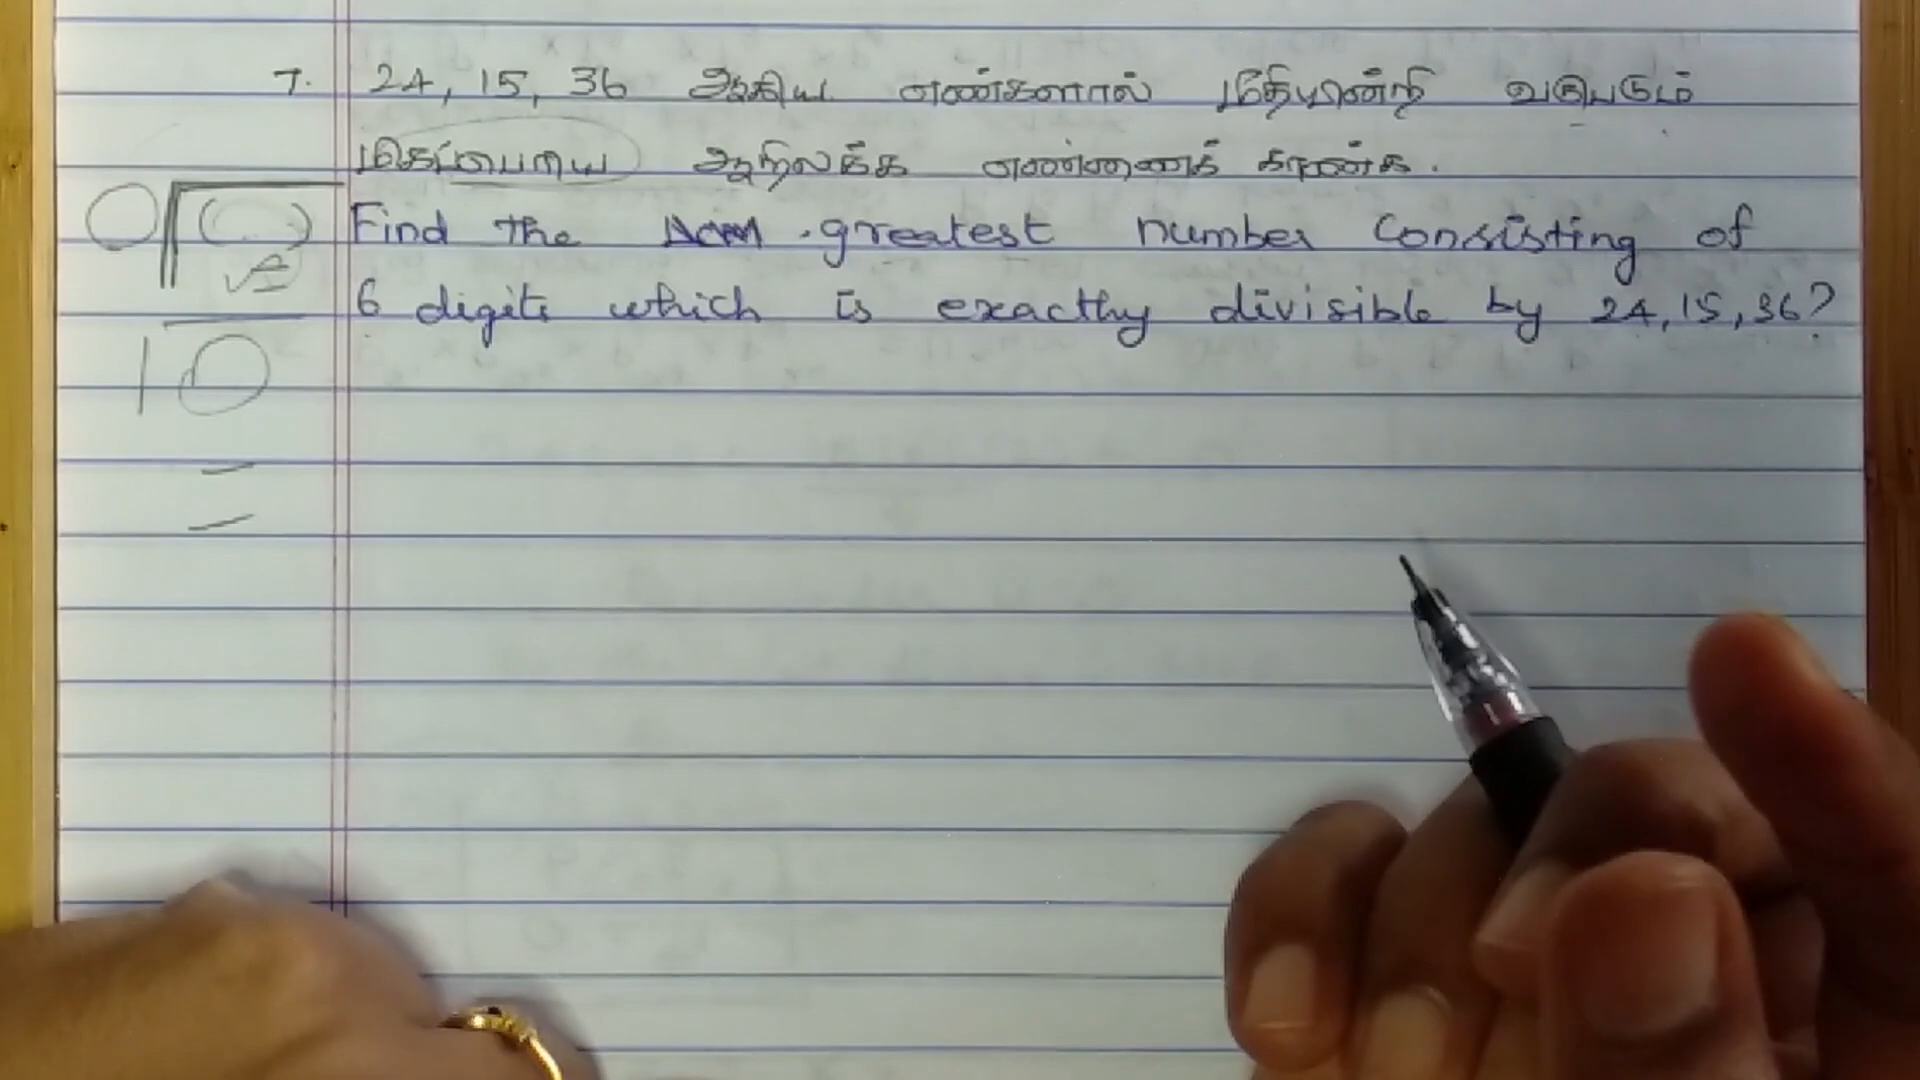 7. 24, 15, 36 ஆகிய எண்களால் மீதியின்றி வகுபடும்
மிகப்பெரிய ஆறிலக்க எண்ணைக் காண்க.
Find the greatest number consisting of
6 digits which is exactly divisible by 24, 15, 36?
10